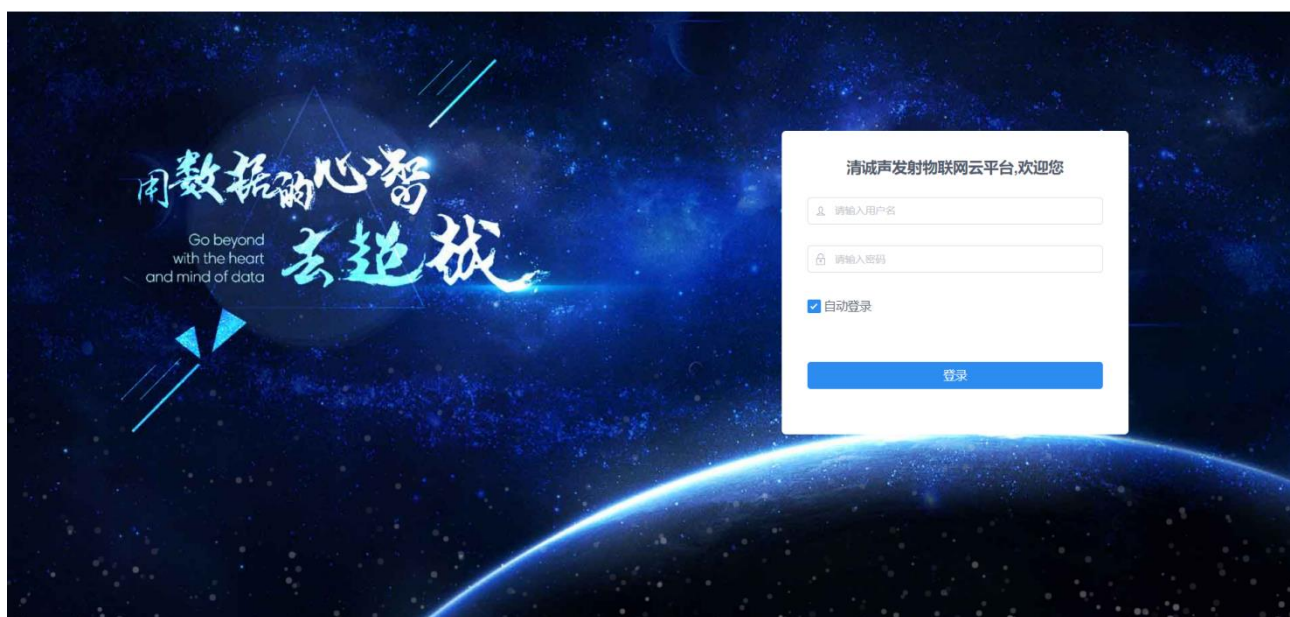 用数据的心智
去超越
Go beyond
with the heart
and mind of data
清诚声发射物联网云平台,欢迎您
请输入用户名
请输入密码
自动登录
登录